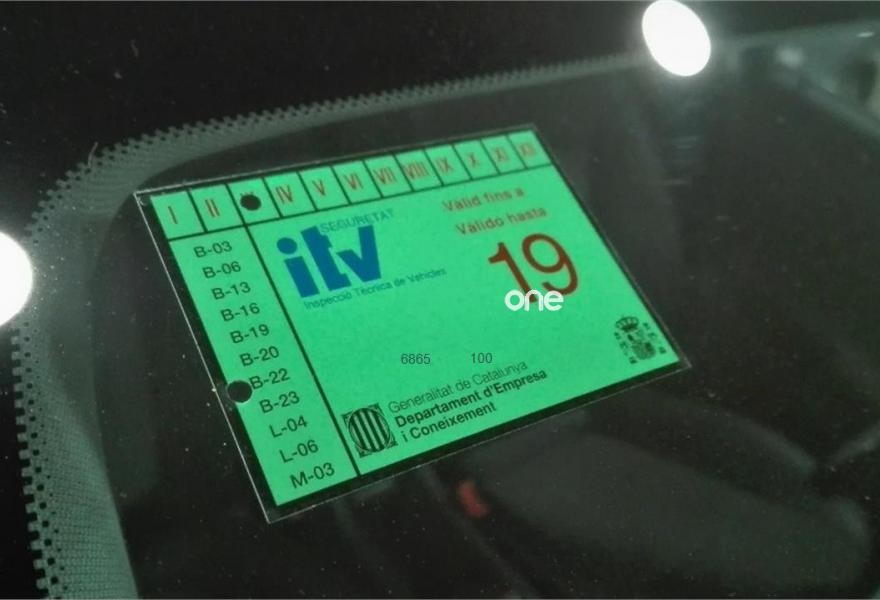 I II IV V VI VII VIII IX X XI XII
SEGURETAT
itv
Inspecció Tècnica de Vehicles
Vàlid fins a
Válido hasta
19
one
B-03
B-06
B-13
B-16
B-19
B-20
B-22
B-23
L-04
L-06
M-03
6865 100
Generalitat de Catalunya
Departament d'Empresa
i Coneixement